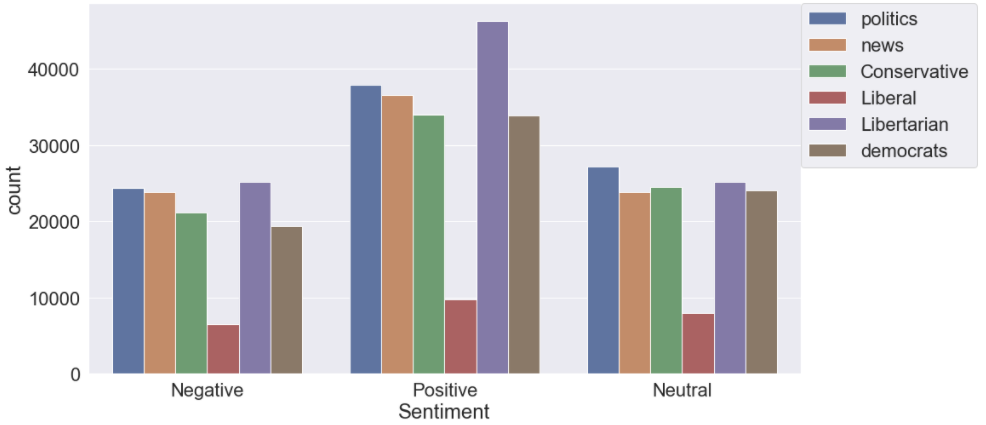 politics
news
Conservative
Liberal
Libertarian
democrats
count
40000
30000
20000
10000
0
Negative
Positive
Neutral
Sentiment